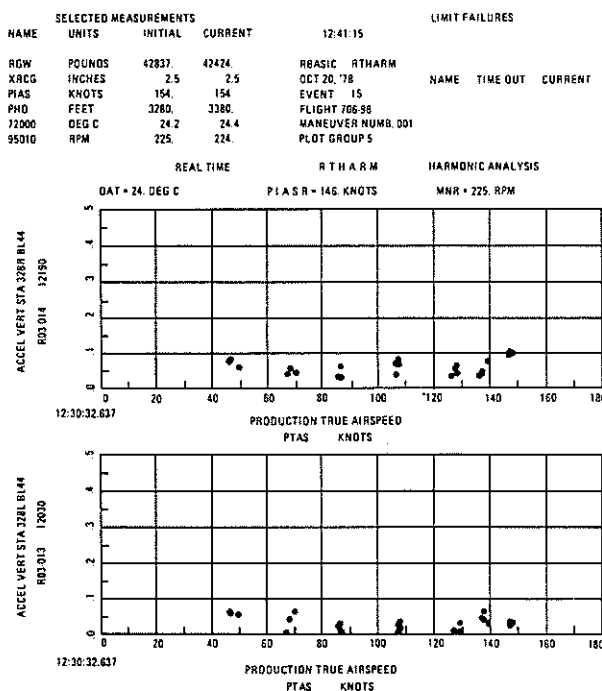 SELECTED MEASUREMENTS LIMIT FAILURES
NAME UNITS INITIAL CURRENT 12:41:15
RGW POUNDS 42837. 42424. RBASIC RTHARM
XRCG INCHES 2.5 2.5 OCT 20, '78 NAME TIME OUT CURRENT
PIAS KNOTS 154. 154 EVENT 15
PHD FEET 3280. 3380. FLIGHT 706-98
72000 DEG C 24.2 24.4 MANEUVER NUMB. 001
95010 RPM 225. 224. PLOT GROUP 5
REAL TIME RTHARM HARMONIC ANALYSIS
OAT = 24. DEG C PIASR = 146. KNOTS MNR = 225. RPM
ACCEL VERT STA 328R BL44
R03-014 12190
.5
.4
.3
.2
.1
.0
0 20 40 60 80 100 120 140 160 180
12:30:32.637
PRODUCTION TRUE AIRSPEED
PTAS KNOTS
ACCEL VERT STA 328L BL44
R03-013 12030
.5
.4
.3
.2
.1
.0
0 20 40 60 80 100 120 140 160 180
12:30:32.637
PRODUCTION TRUE AIRSPEED
PTAS KNOTS